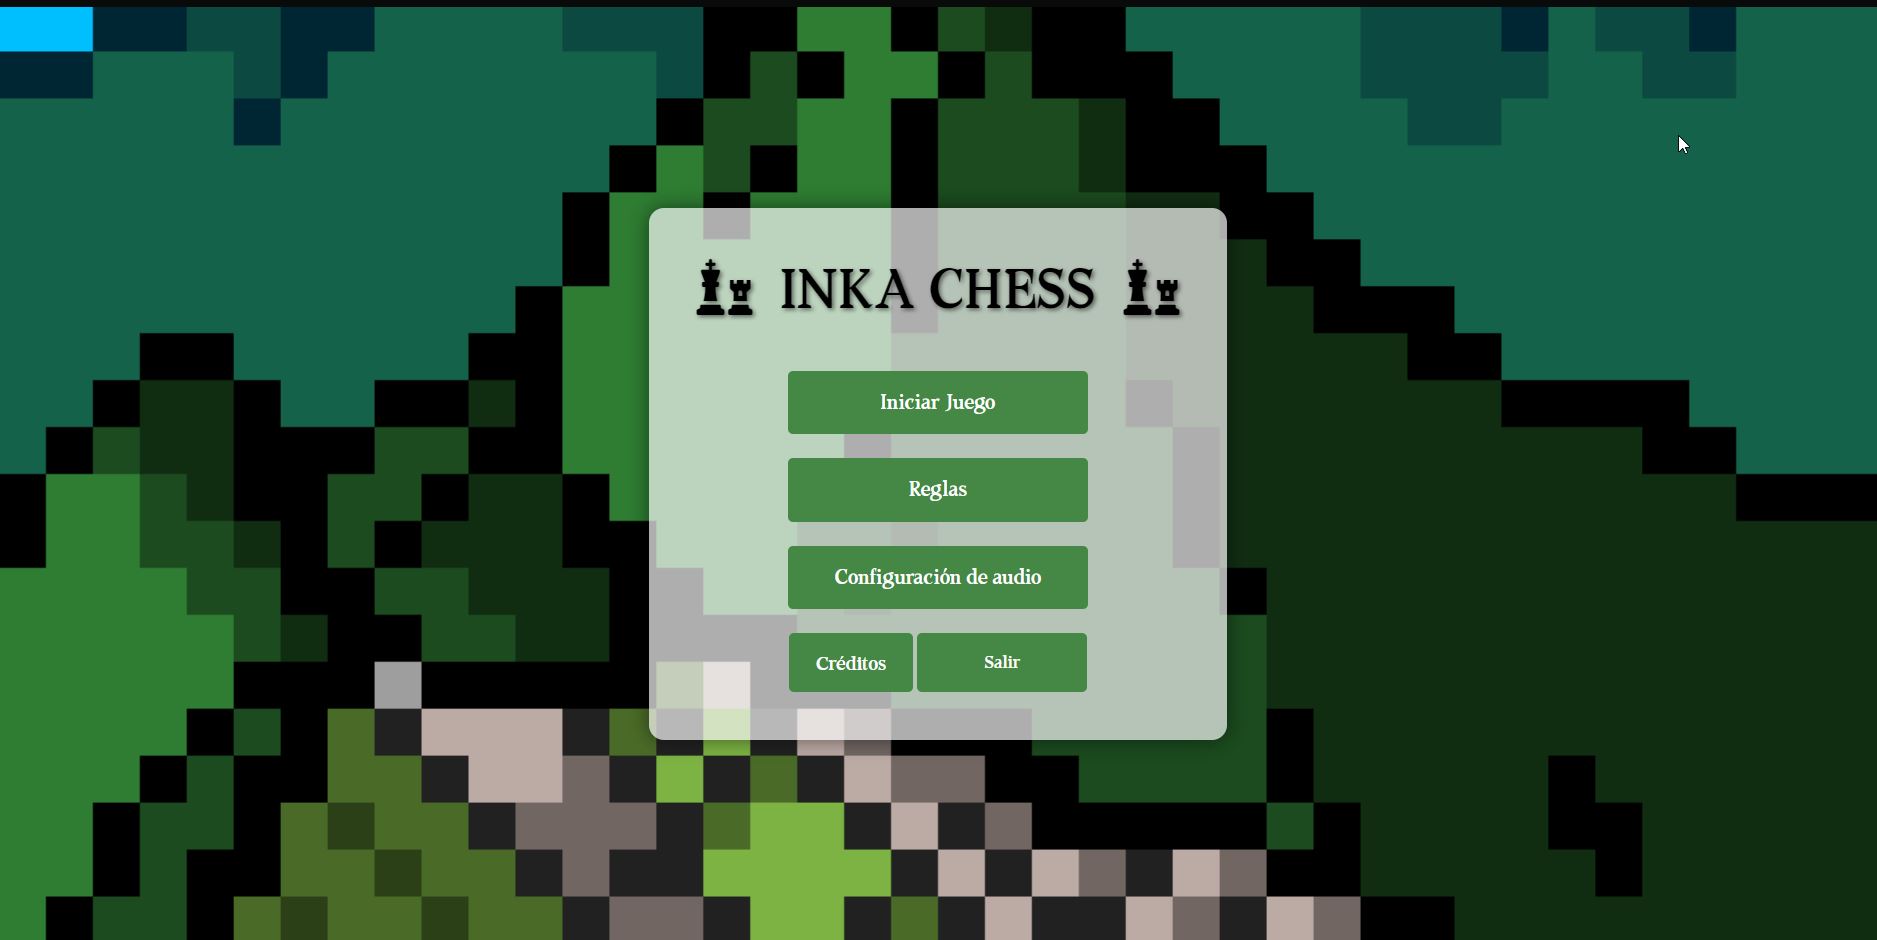 INKA CHESS
Iniciar Juego
Reglas
Configuración de audio
Créditos
Salir